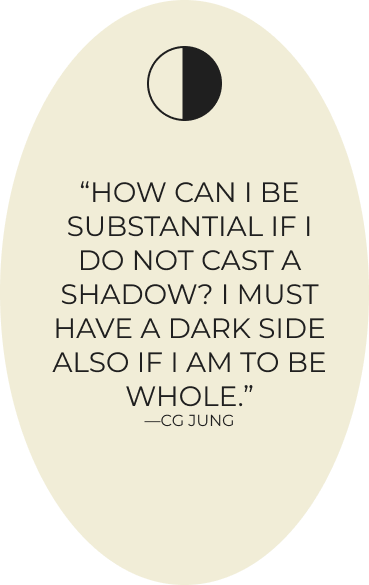 “HOW CAN I BE
SUBSTANTIAL IF I
DO NOT CAST A
SHADOW? I MUST
HAVE A DARK SIDE
ALSO IF I AM TO BE
WHOLE.”
—CG JUNG